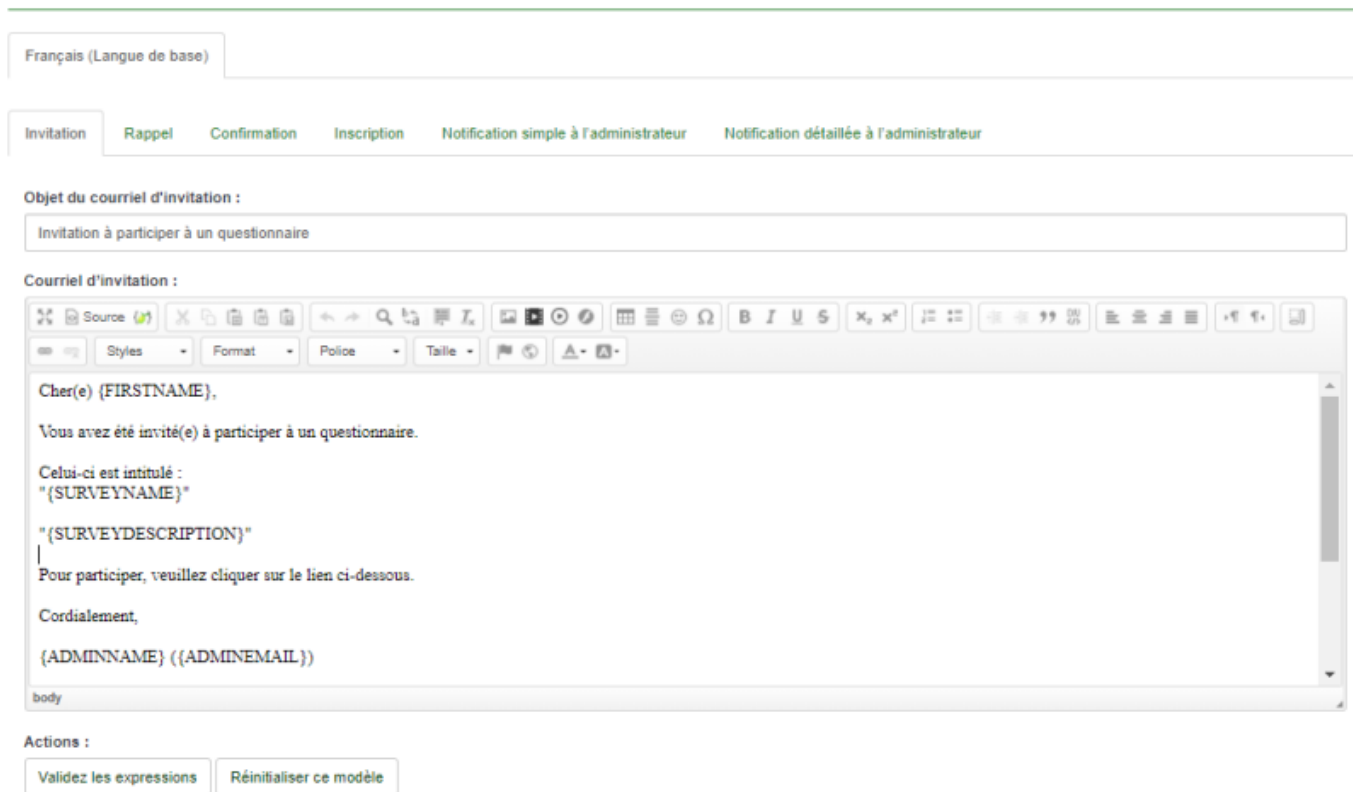 Français (Langue de base)
Invitation Rappel Confirmation Inscription Notification simple à l'administrateur Notification détaillée à l'administrateur
Objet du courriel d'invitation :
Invitation à participer à un questionnaire
Courriel d'invitation :
Source B I U S x₂ x² Ω
Styles Format Police Taille A A
Cher(e) {FIRSTNAME},
Vous avez été invité(e) à participer à un questionnaire.
Celui-ci est intitulé :
"{SURVEYNAME}"
"{SURVEYDESCRIPTION}"
Pour participer, veuillez cliquer sur le lien ci-dessous.
Cordialement,
{ADMINNAME} ({ADMINEMAIL})
body
Actions :
Validez les expressions Réinitialiser ce modèle